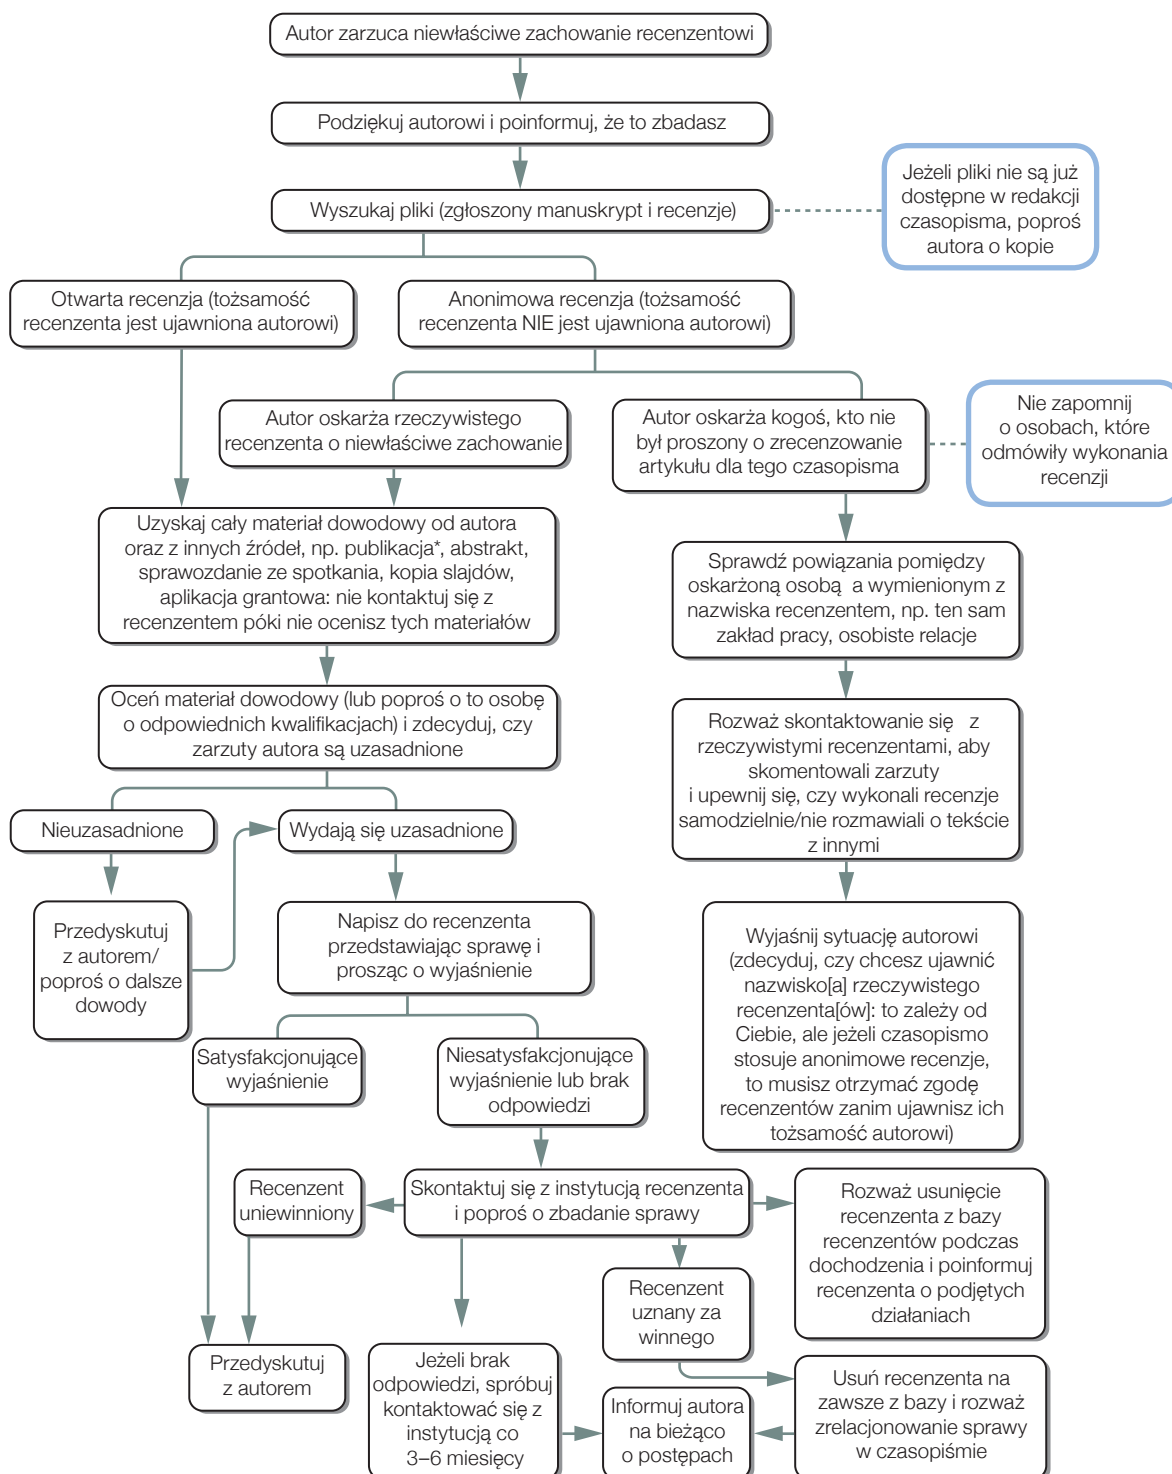 Autor zarzuca niewłaściwe zachowanie recenzentowi
Podziękuj autorowi i poinformuj, że to zbadasz
Wyszukaj pliki (zgłoszony manuskrypt i recenzje)
Jeżeli pliki nie są już
dostępne w redakcji
czasopisma, poproś
autora o kopie
Otwarta recenzja (tożsamość
recenzenta jest ujawniona autorowi)
Anonimowa recenzja (tożsamość
recenzenta NIE jest ujawniona autorowi)
Autor oskarża rzeczywistego
recenzenta o niewłaściwe zachowanie
Autor oskarża kogoś, kto nie
był proszony o zrecenzowanie
artykułu dla tego czasopisma
Nie zapomnij
o osobach, które
odmówiły wykonania
recenzji
Uzyskaj cały materiał dowodowy od autora
oraz z innych źródeł, np. publikacja*, abstrakt,
sprawozdanie ze spotkania, kopia slajdów,
aplikacja grantowa: nie kontaktuj się z
recenzentem póki nie ocenisz tych materiałów
Sprawdź powiązania pomiędzy
oskarżoną osobą a wymienionym z
nazwiska recenzentem, np. ten sam
zakład pracy, osobiste relacje
Oceń materiał dowodowy (lub poproś o to osobę
o odpowiednich kwalifikacjach) i zdecyduj, czy
zarzuty autora są uzasadnione
Rozważ skontaktowanie się z
rzeczywistymi recenzentami, aby
skomentowali zarzuty
i upewnij się, czy wykonali recenzje
samodzielnie/nie rozmawiali o tekście
z innymi
Nieuzasadnione
Wydają się uzasadnione
Przedyskutuj
z autorem/
poproś o dalsze
dowody
Napisz do recenzenta
przedstawiając sprawę i
prosząc o wyjaśnienie
Wyjaśnij sytuację autorowi
(zdecyduj, czy chcesz ujawnić
nazwisko[a] rzeczywistego
recenzenta[ów]: to zależy od
Ciebie, ale jeżeli czasopismo
stosuje anonimowe recenzje,
to musisz otrzymać zgodę
recenzentów zanim ujawnisz ich
tożsamość autorowi)
Satysfakcjonujące
wyjaśnienie
Niesatysfakcjonujące
wyjaśnienie lub brak
odpowiedzi
Recenzent
uniewinniony
Skontaktuj się z instytucją recenzenta
i poproś o zbadanie sprawy
Rozważ usunięcie
recenzenta z bazy
recenzentów podczas
dochodzenia i poinformuj
recenzenta o podjętych
działaniach
Recenzent
uznany za
winnego
Przedyskutuj
z autorem
Jeżeli brak
odpowiedzi, spróbuj
kontaktować się z
instytucją co
3–6 miesięcy
Informuj autora
na bieżąco
o postępach
Usuń recenzenta na
zawsze z bazy i rozważ
zrelacjonowanie sprawy
w czasopiśmie